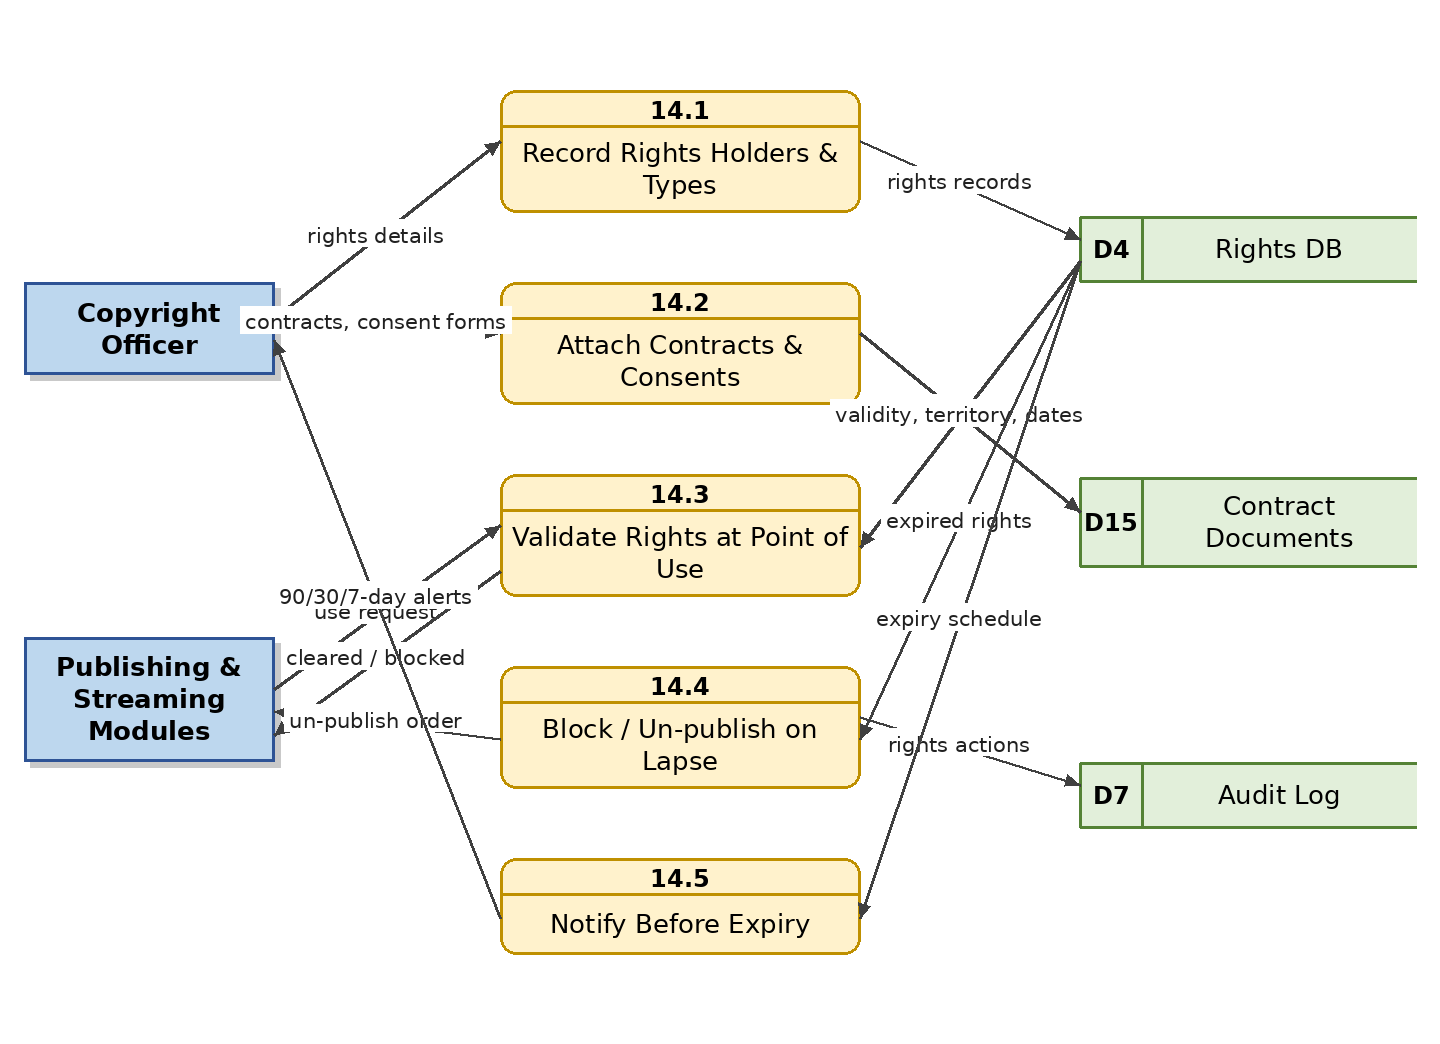 14.1
Record Rights Holders &
Types
rights records
rights details
D4
Rights DB
Copyright
Officer
contracts, consent forms
14.2
Attach Contracts &
Consents
validity, territory, dates
14.3
Validate Rights at Point of
Use
expired rights
D15
Contract
Documents
90/30/7-day alerts
use request
expiry schedule
cleared / blocked
Publishing &
Streaming
Modules
un-publish order
14.4
Block / Un-publish on
Lapse
rights actions
D7
Audit Log
14.5
Notify Before Expiry